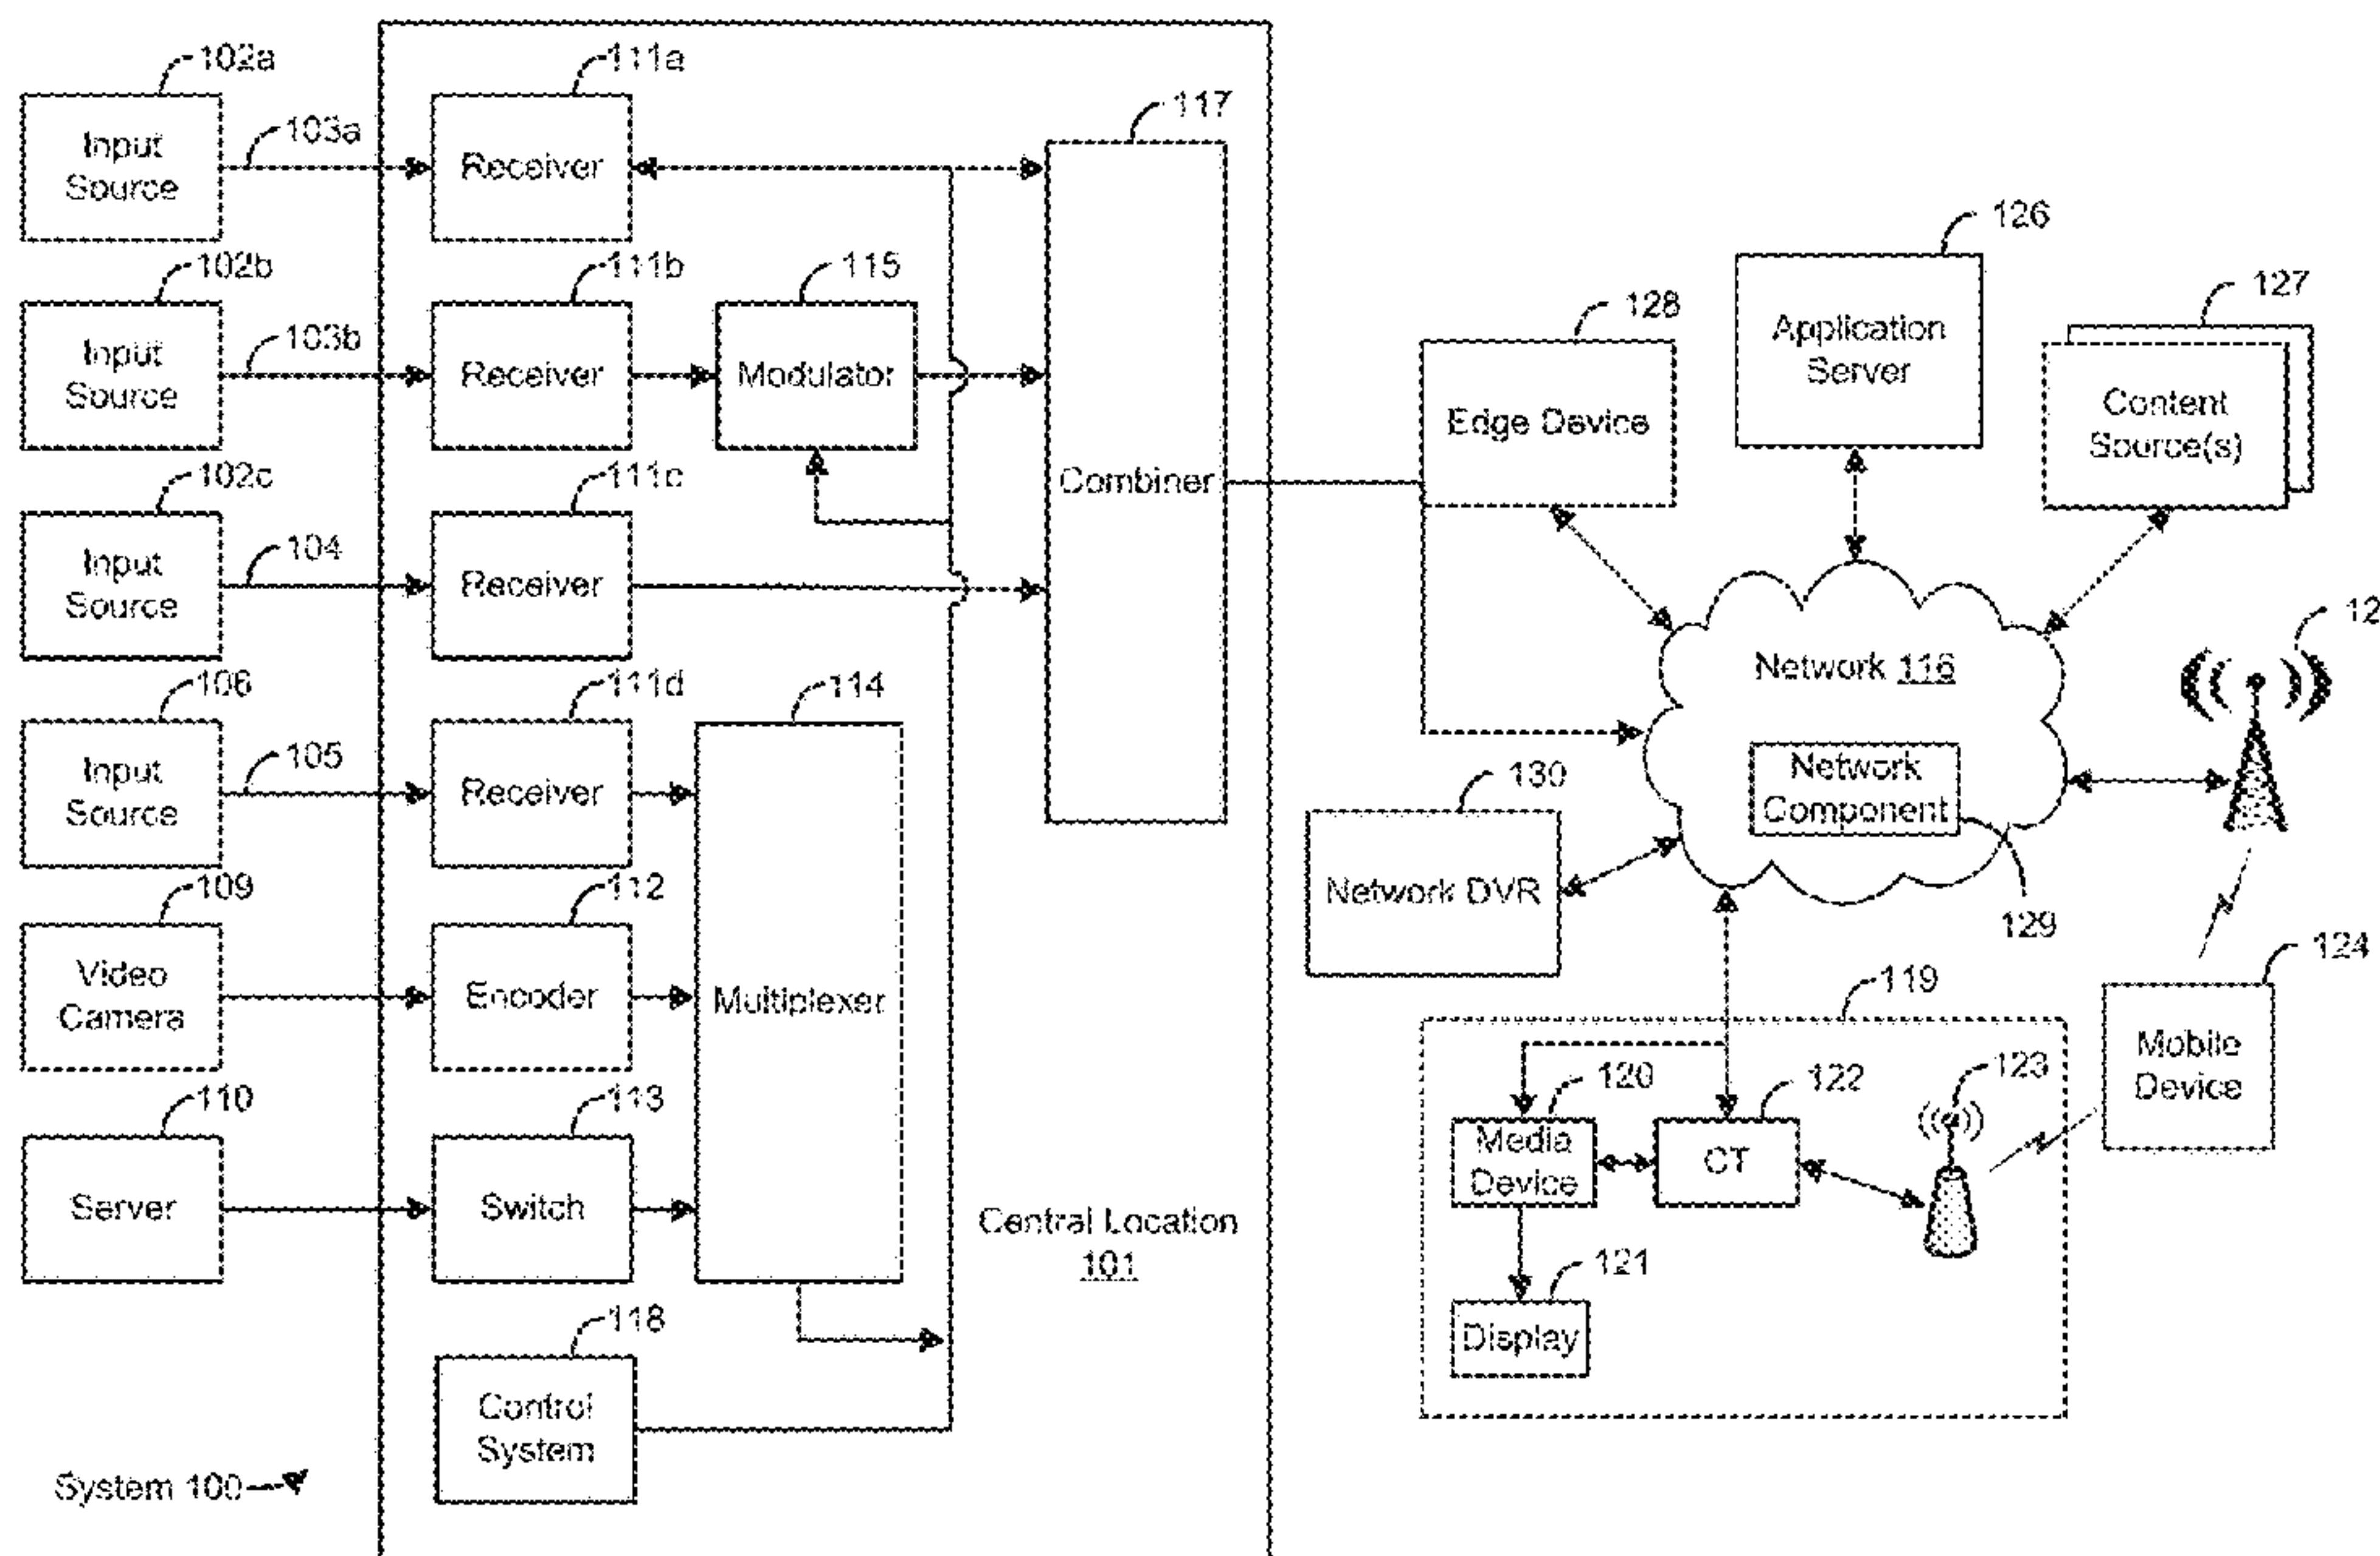 102a
Input
Source
103a
102b
Input
Source
103b
102c
Input
Source
104
106
Input
Source
105
109
Video
Camera
110
Server
System 100
111a
Receiver
111b
Receiver
115
Modulator
111c
Receiver
111d
Receiver
114
Multiplexer
112
Encoder
113
Switch
118
Control
System
117
Combiner
Central Location
101
128
Edge Device
126
Application
Server
127
Content
Source(s)
Network 116
Network
Component
129
12
130
Network DVR
124
Mobile
Device
119
120
Media
Device
122
CT
123
121
Display